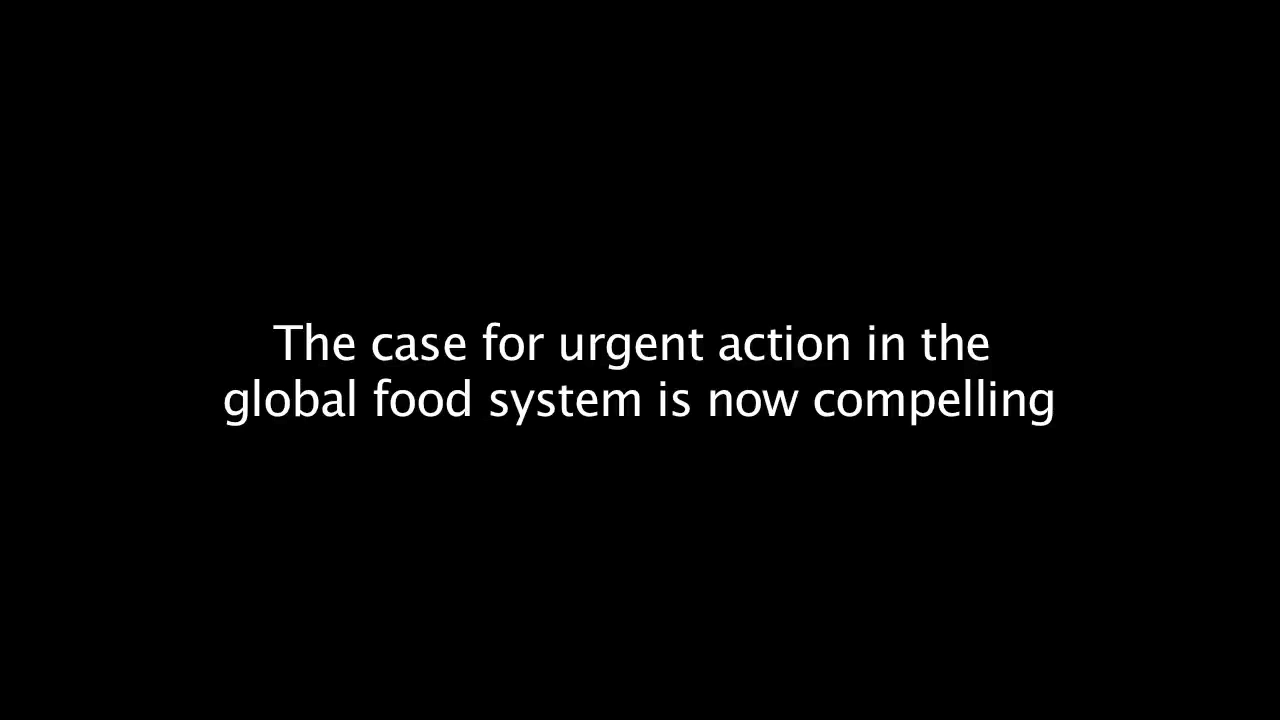 The case for urgent action in the
global food system is now compelling